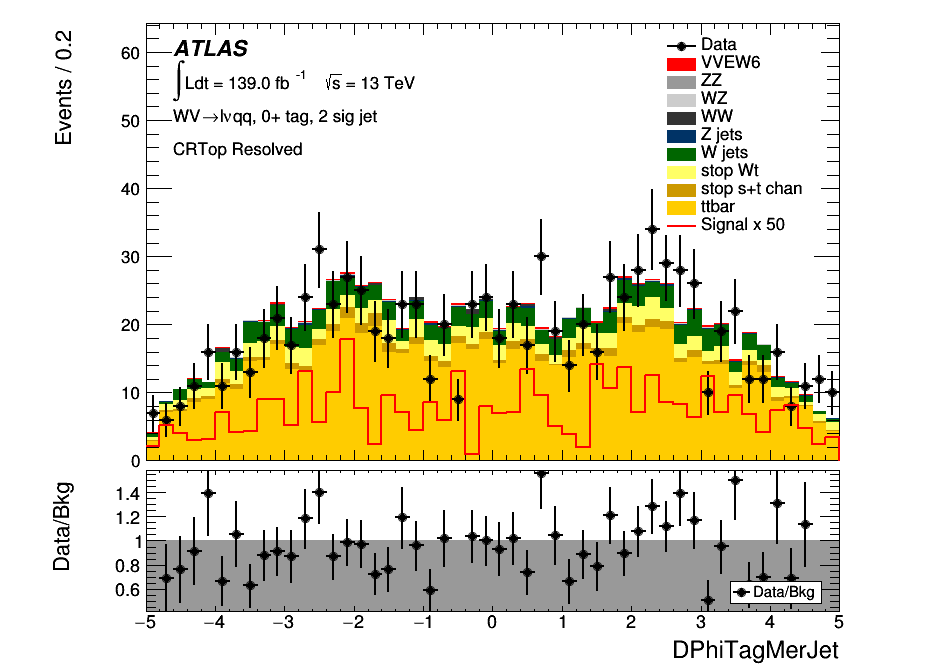 Events / 0.2
60
50
40
30
20
10
0
ATLAS
∫Ldt = 139.0 fb⁻¹ √s = 13 TeV
WV→lνqq, 0+ tag, 2 sig jet
CRTop Resolved
Data
VVEW6
ZZ
WZ
WW
Z jets
W jets
stop Wt
stop s+t chan
ttbar
Signal x 50
Data/Bkg
1.4
1.2
1
0.8
0.6
Data/Bkg
−5 −4 −3 −2 −1 0 1 2 3 4 5
DPhiTagMerJet